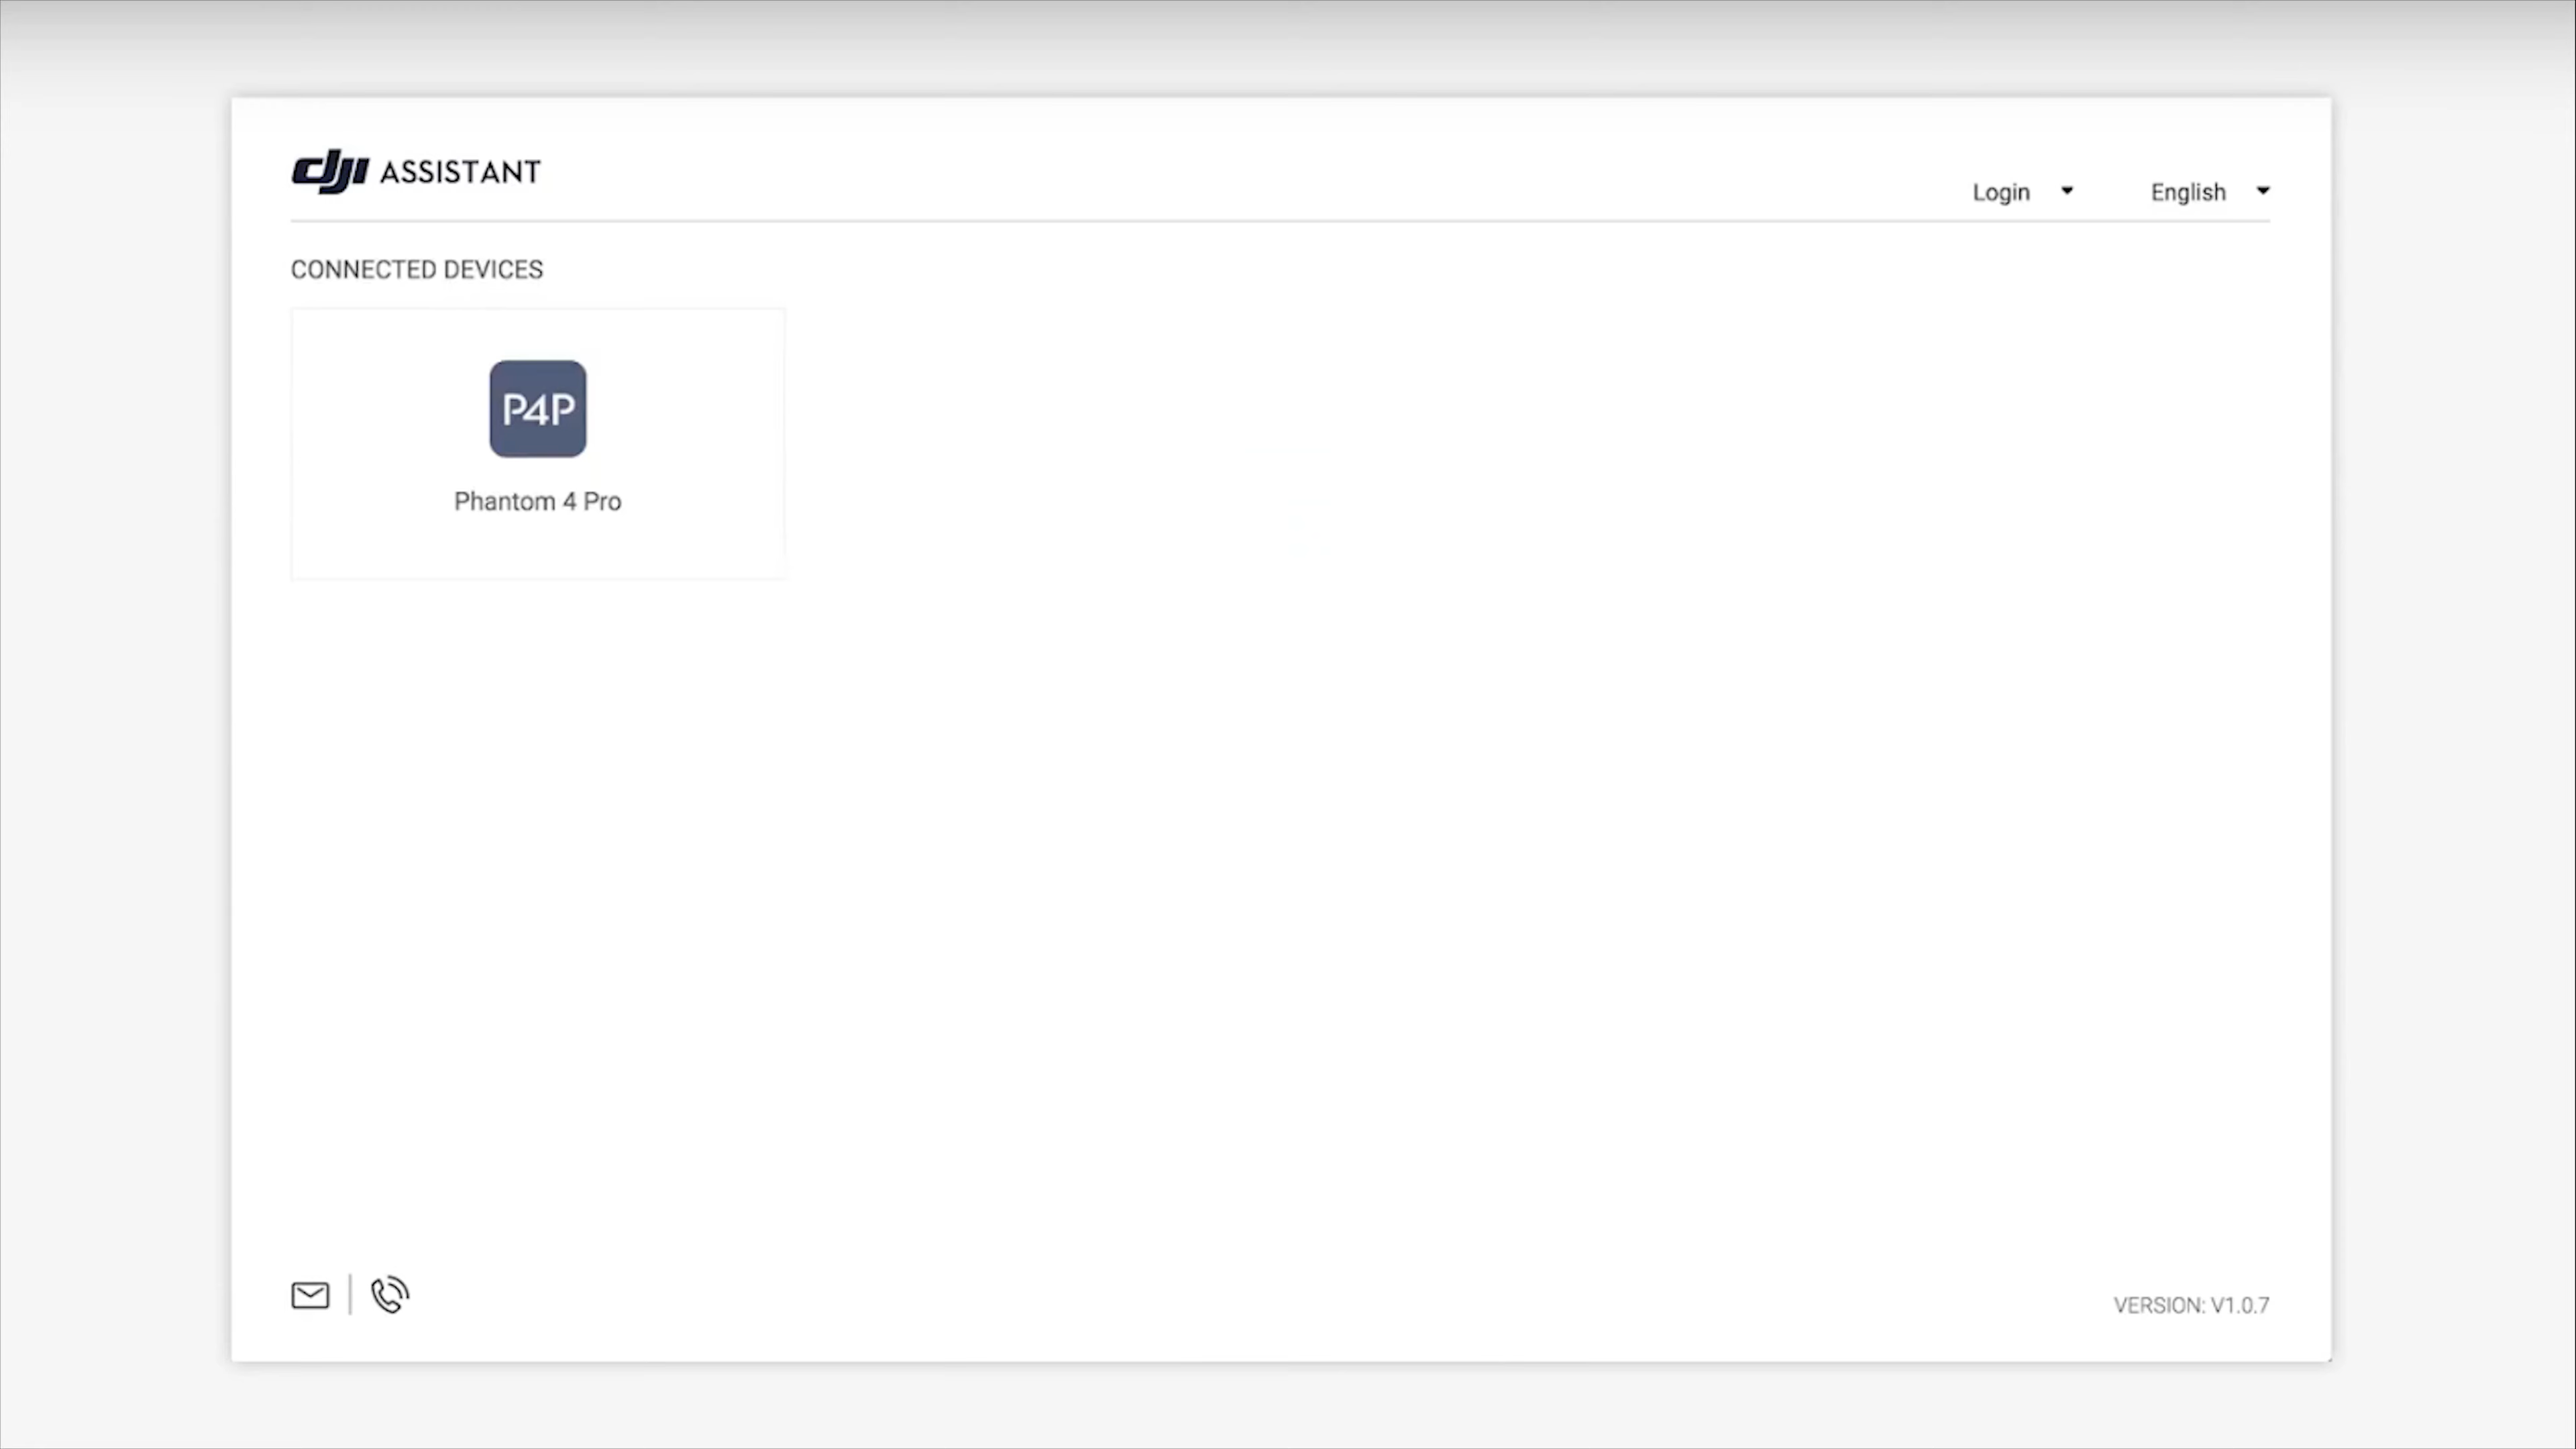 dji ASSISTANT
Login
English
CONNECTED DEVICES
P4P
Phantom 4 Pro
VERSION: V1.0.7